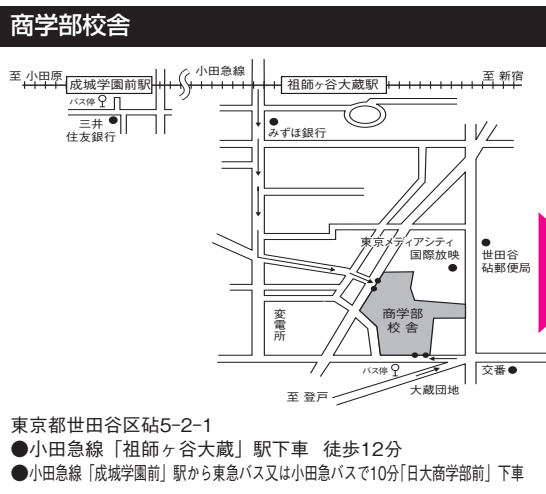 商学部校舎
至 小田原
成城学園前駅
小田急線
祖師ヶ谷大蔵駅
至 新宿
バス停
三井
住友銀行
みずほ銀行
東京メディアシティ
国際放映
世田谷
砧郵便局
変電所
商学部
校舎
バス停
交番
大蔵団地
至 登戸
東京都世田谷区砧5-2-1
●小田急線「祖師ヶ谷大蔵」駅下車 徒歩12分
●小田急線「成城学園前」駅から東急バス又は小田急バスで10分「日大商学部前」下車